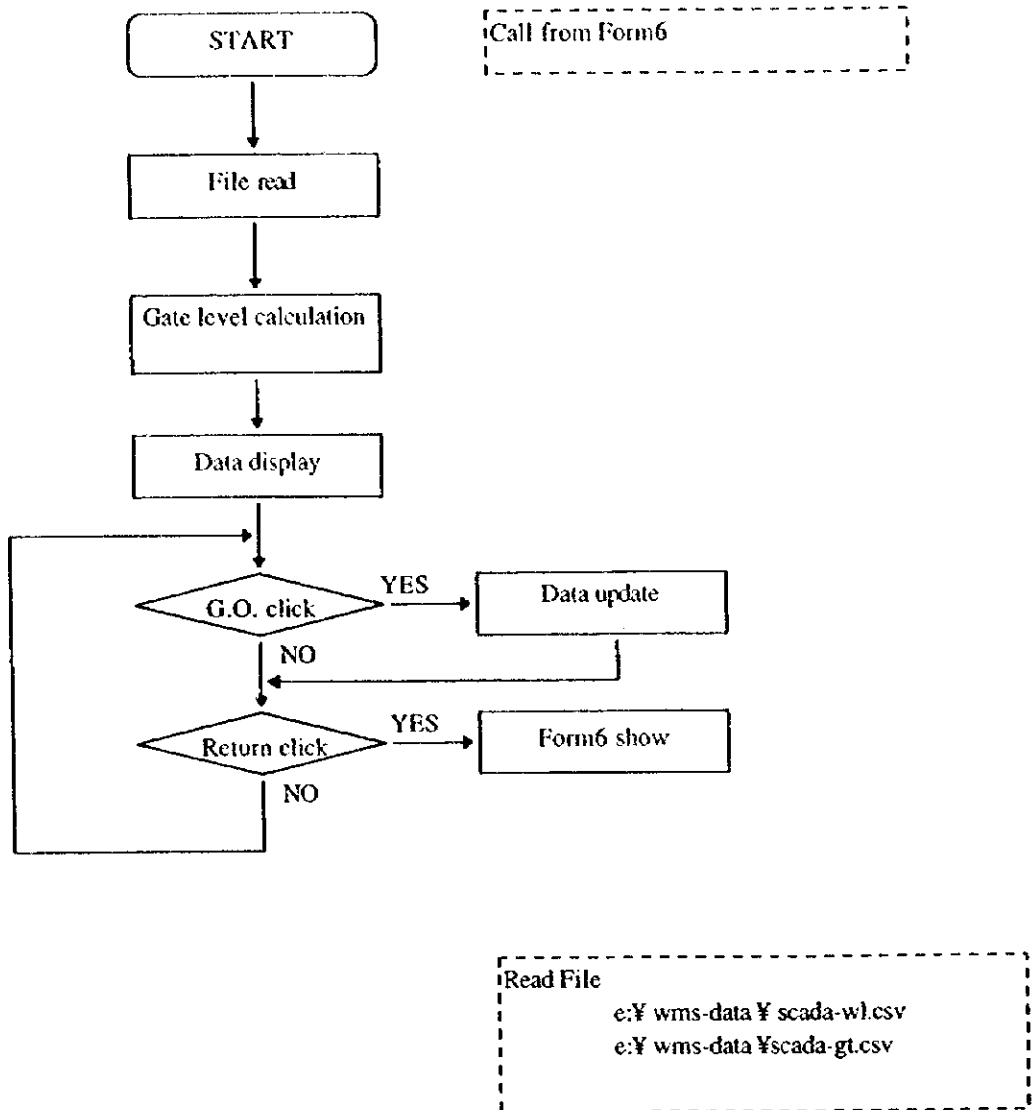 START
Call from Form6
File read
Gate level calculation
Data display
G.O. click
YES
Data update
NO
Return click
YES
Form6 show
NO
Read File
e:¥ wms-data ¥ scada-wl.csv
e:¥ wms-data ¥scada-gt.csv